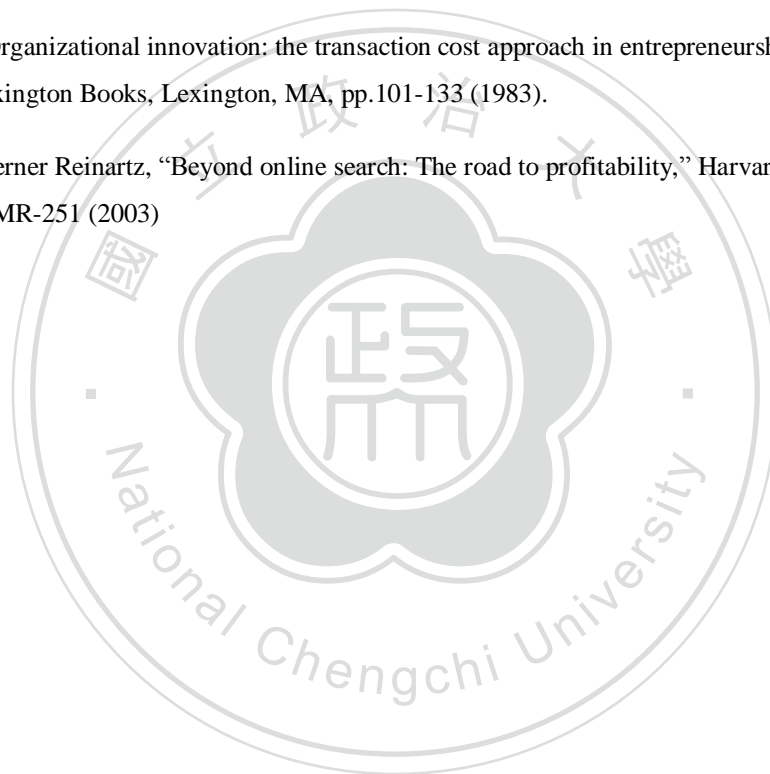 rganizational innovation: the transaction cost approach in entrepreneursh
kington Books, Lexington, MA, pp.101-133 (1983).
erner Reinartz, “Beyond online search: The road to profitability,” Harvar
MR-251 (2003)
國立政治大學
政
National Chengchi University